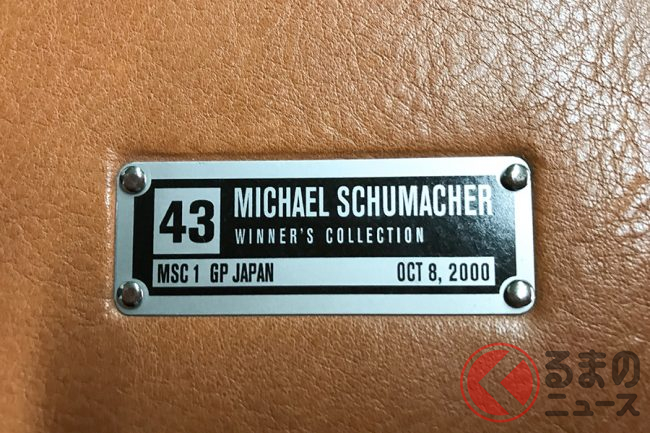 43
MICHAEL SCHUMACHER
WINNER'S COLLECTION
MSC 1 GP JAPAN OCT 8, 2000
くるまの
ニュース